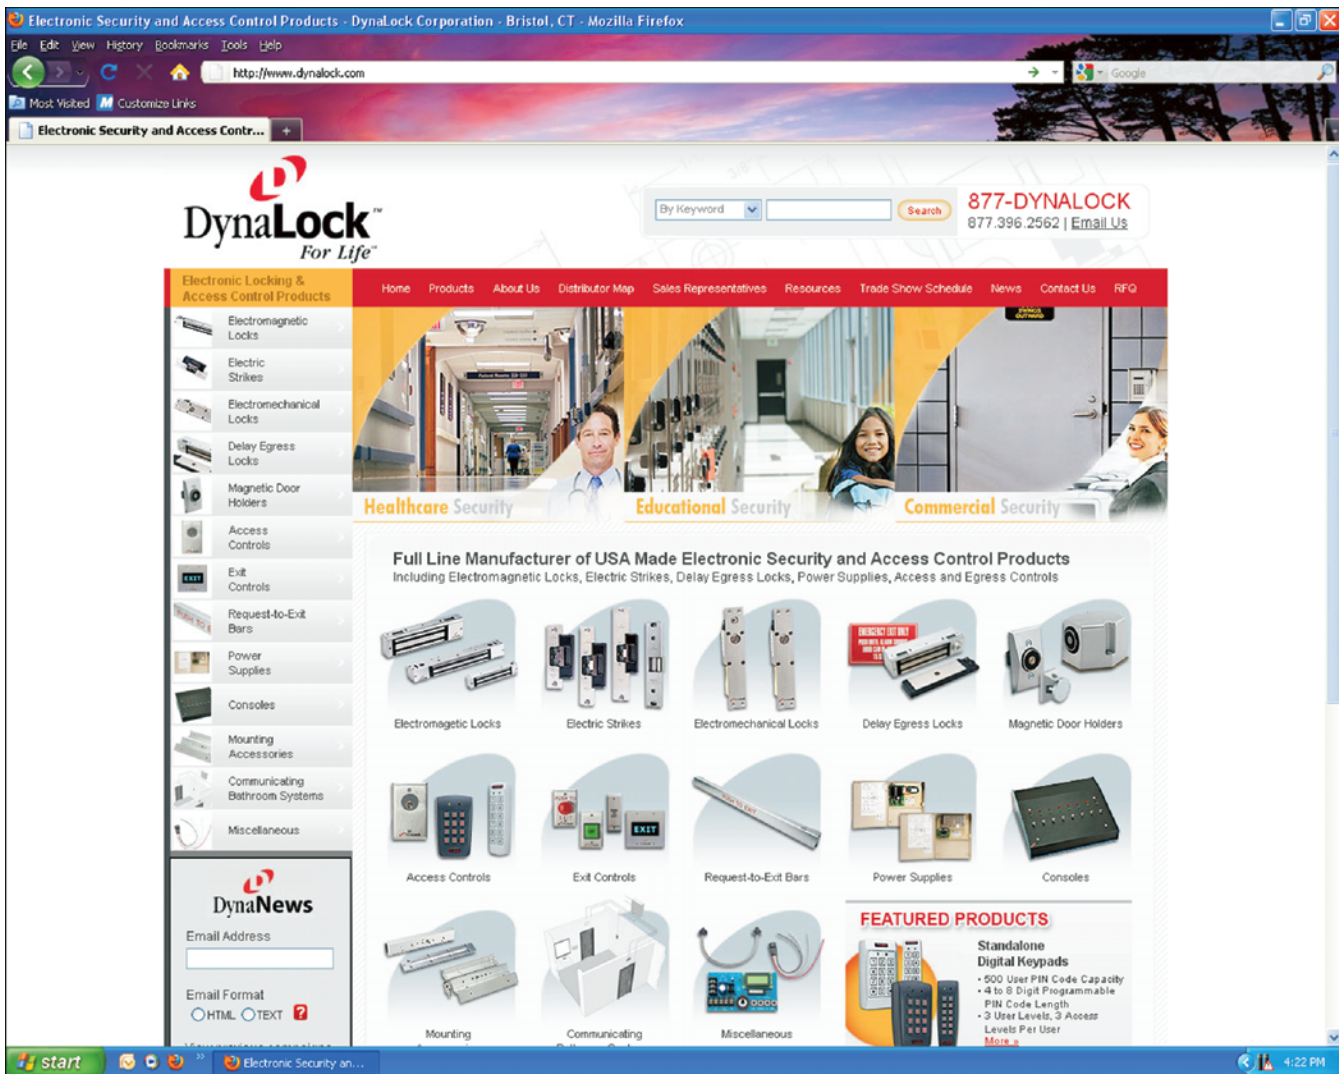 Electronic Security and Access Control Products - DynaLock Corporation - Bristol, CT - Mozilla Firefox
File Edit View History Bookmarks Tools Help
http://www.dynalock.com
Google
Most Visited Customize Links
Electronic Security and Access Contr...
DynaLock™
For Life
By Keyword
Search
877-DYNALOCK
877.396.2562 | Email Us
Electronic Locking &
Access Control Products
Home Products About Us Distributor Map Sales Representatives Resources Trade Show Schedule News Contact Us RFQ
Electromagnetic
Locks
Electric
Strikes
Electromechanical
Locks
Delay Egress
Locks
Magnetic Door
Holders
Access
Controls
Exit
Controls
Request-to-Exit
Bars
Power
Supplies
Consoles
Mounting
Accessories
Communicating
Bathroom Systems
Miscellaneous
SWINGS
OUTWARD
Healthcare Security
Educational Security
Commercial Security
Full Line Manufacturer of USA Made Electronic Security and Access Control Products
Including Electromagnetic Locks, Electric Strikes, Delay Egress Locks, Power Supplies, Access and Egress Controls
EMERGENCY EXIT ONLY
Electromagetic Locks
Electric Strikes
Electromechanical Locks
Delay Egress Locks
Magnetic Door Holders
EXIT
PUSH TO EXIT
Access Controls
Exit Controls
Request-to-Exit Bars
Power Supplies
Consoles
Mounting
Communicating
Miscellaneous
FEATURED PRODUCTS
Standalone
Digital Keypads
• 500 User PIN Code Capacity
• 4 to 8 Digit Programmable
PIN Code Length
• 3 User Levels, 3 Access
Levels Per User
More »
DynaNews
Email Address
Email Format
HTML TEXT ?
start
Electronic Security an...
4:22 PM